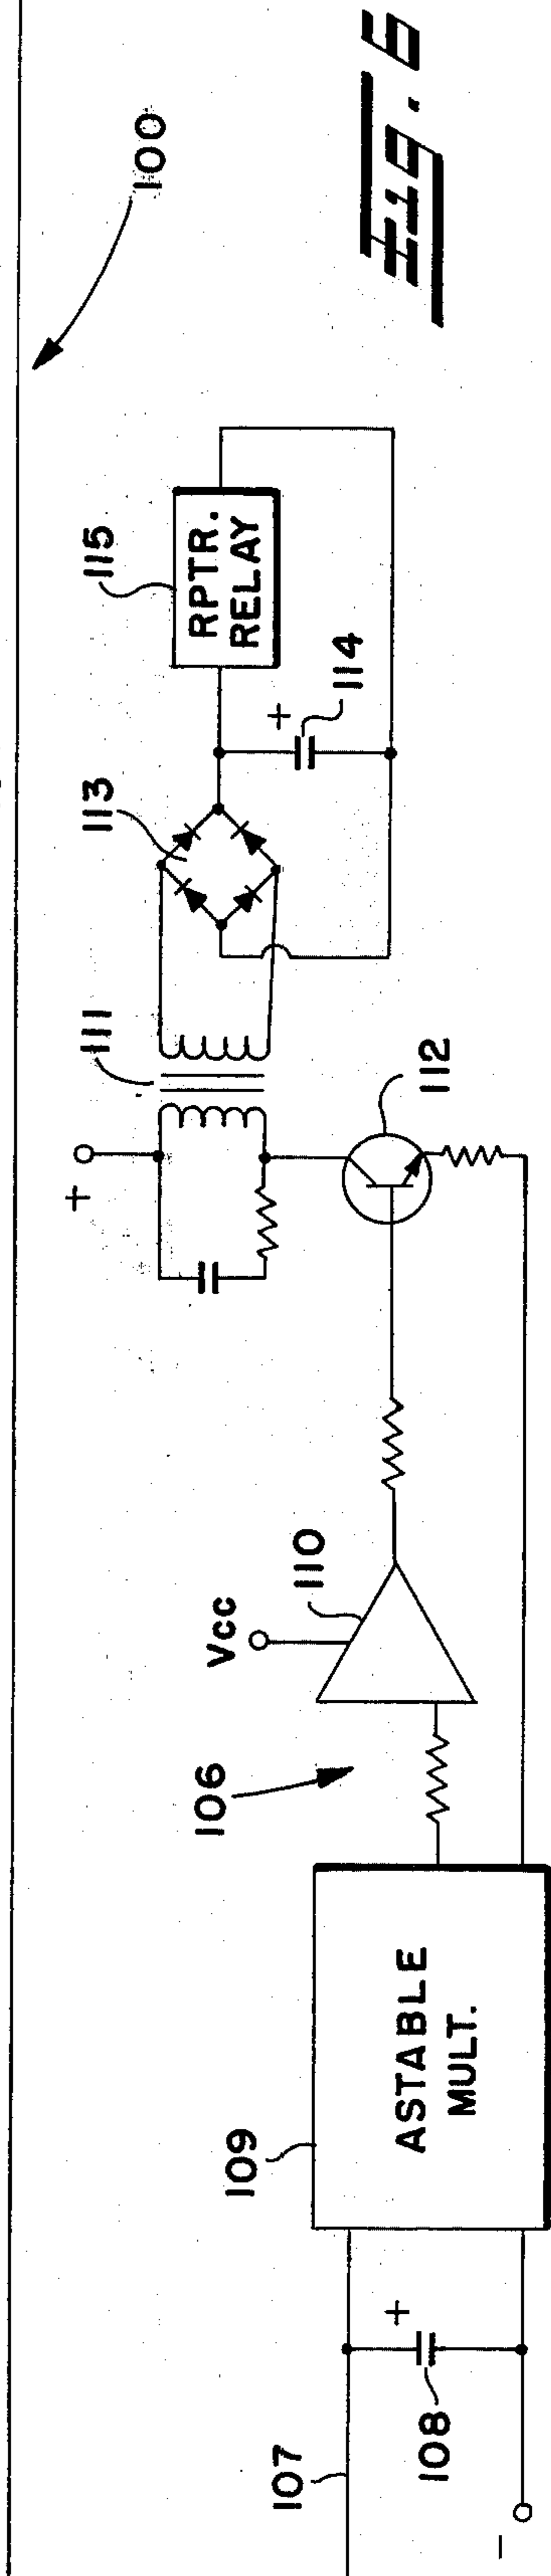 100
Fig. 6
115
RPTR.
RELAY
113
+
114
111
+
112
Vcc
110
106
109
ASTABLE
MULT.
107
+
108
−